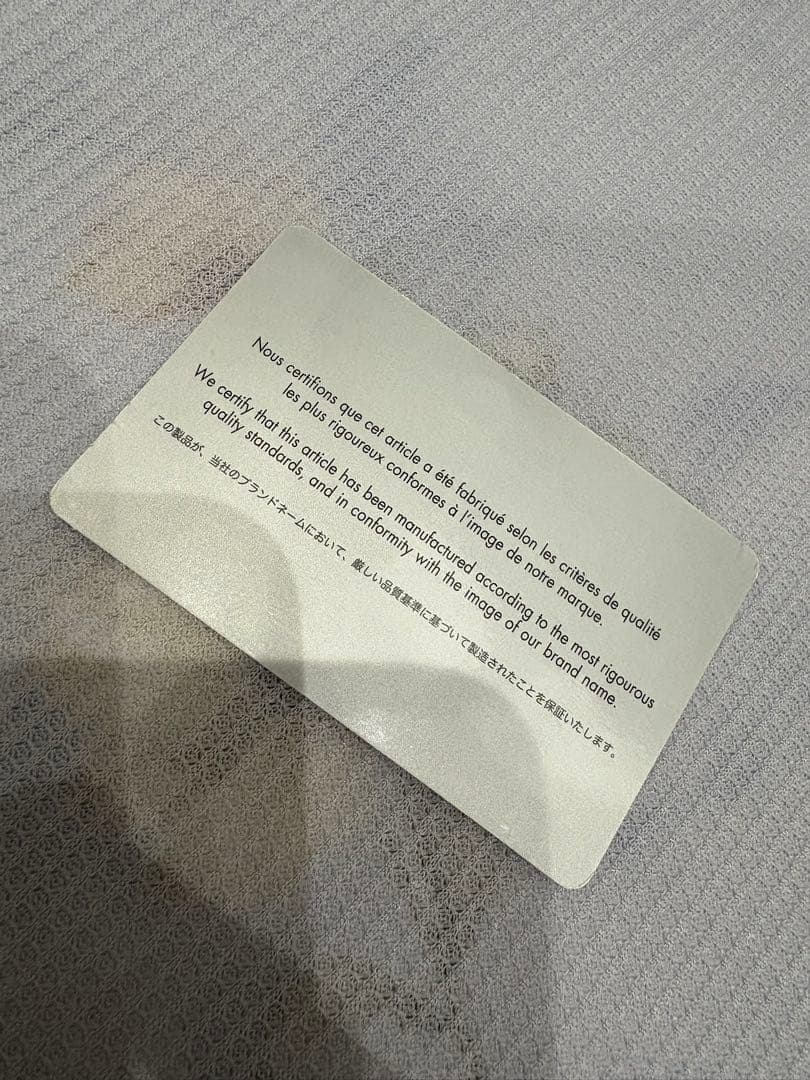 Nous certifions que cet article a été fabriqué selon les critères de qualité
les plus rigoureux conformes à l'image de notre marque.
We certify that this article has been manufactured according to the most rigourous
quality standards, and in conformity with the image of our brand name.
この製品が、当社のブランドネームにおいて、厳しい品質基準に基づいて製造されたことを保証いたします。